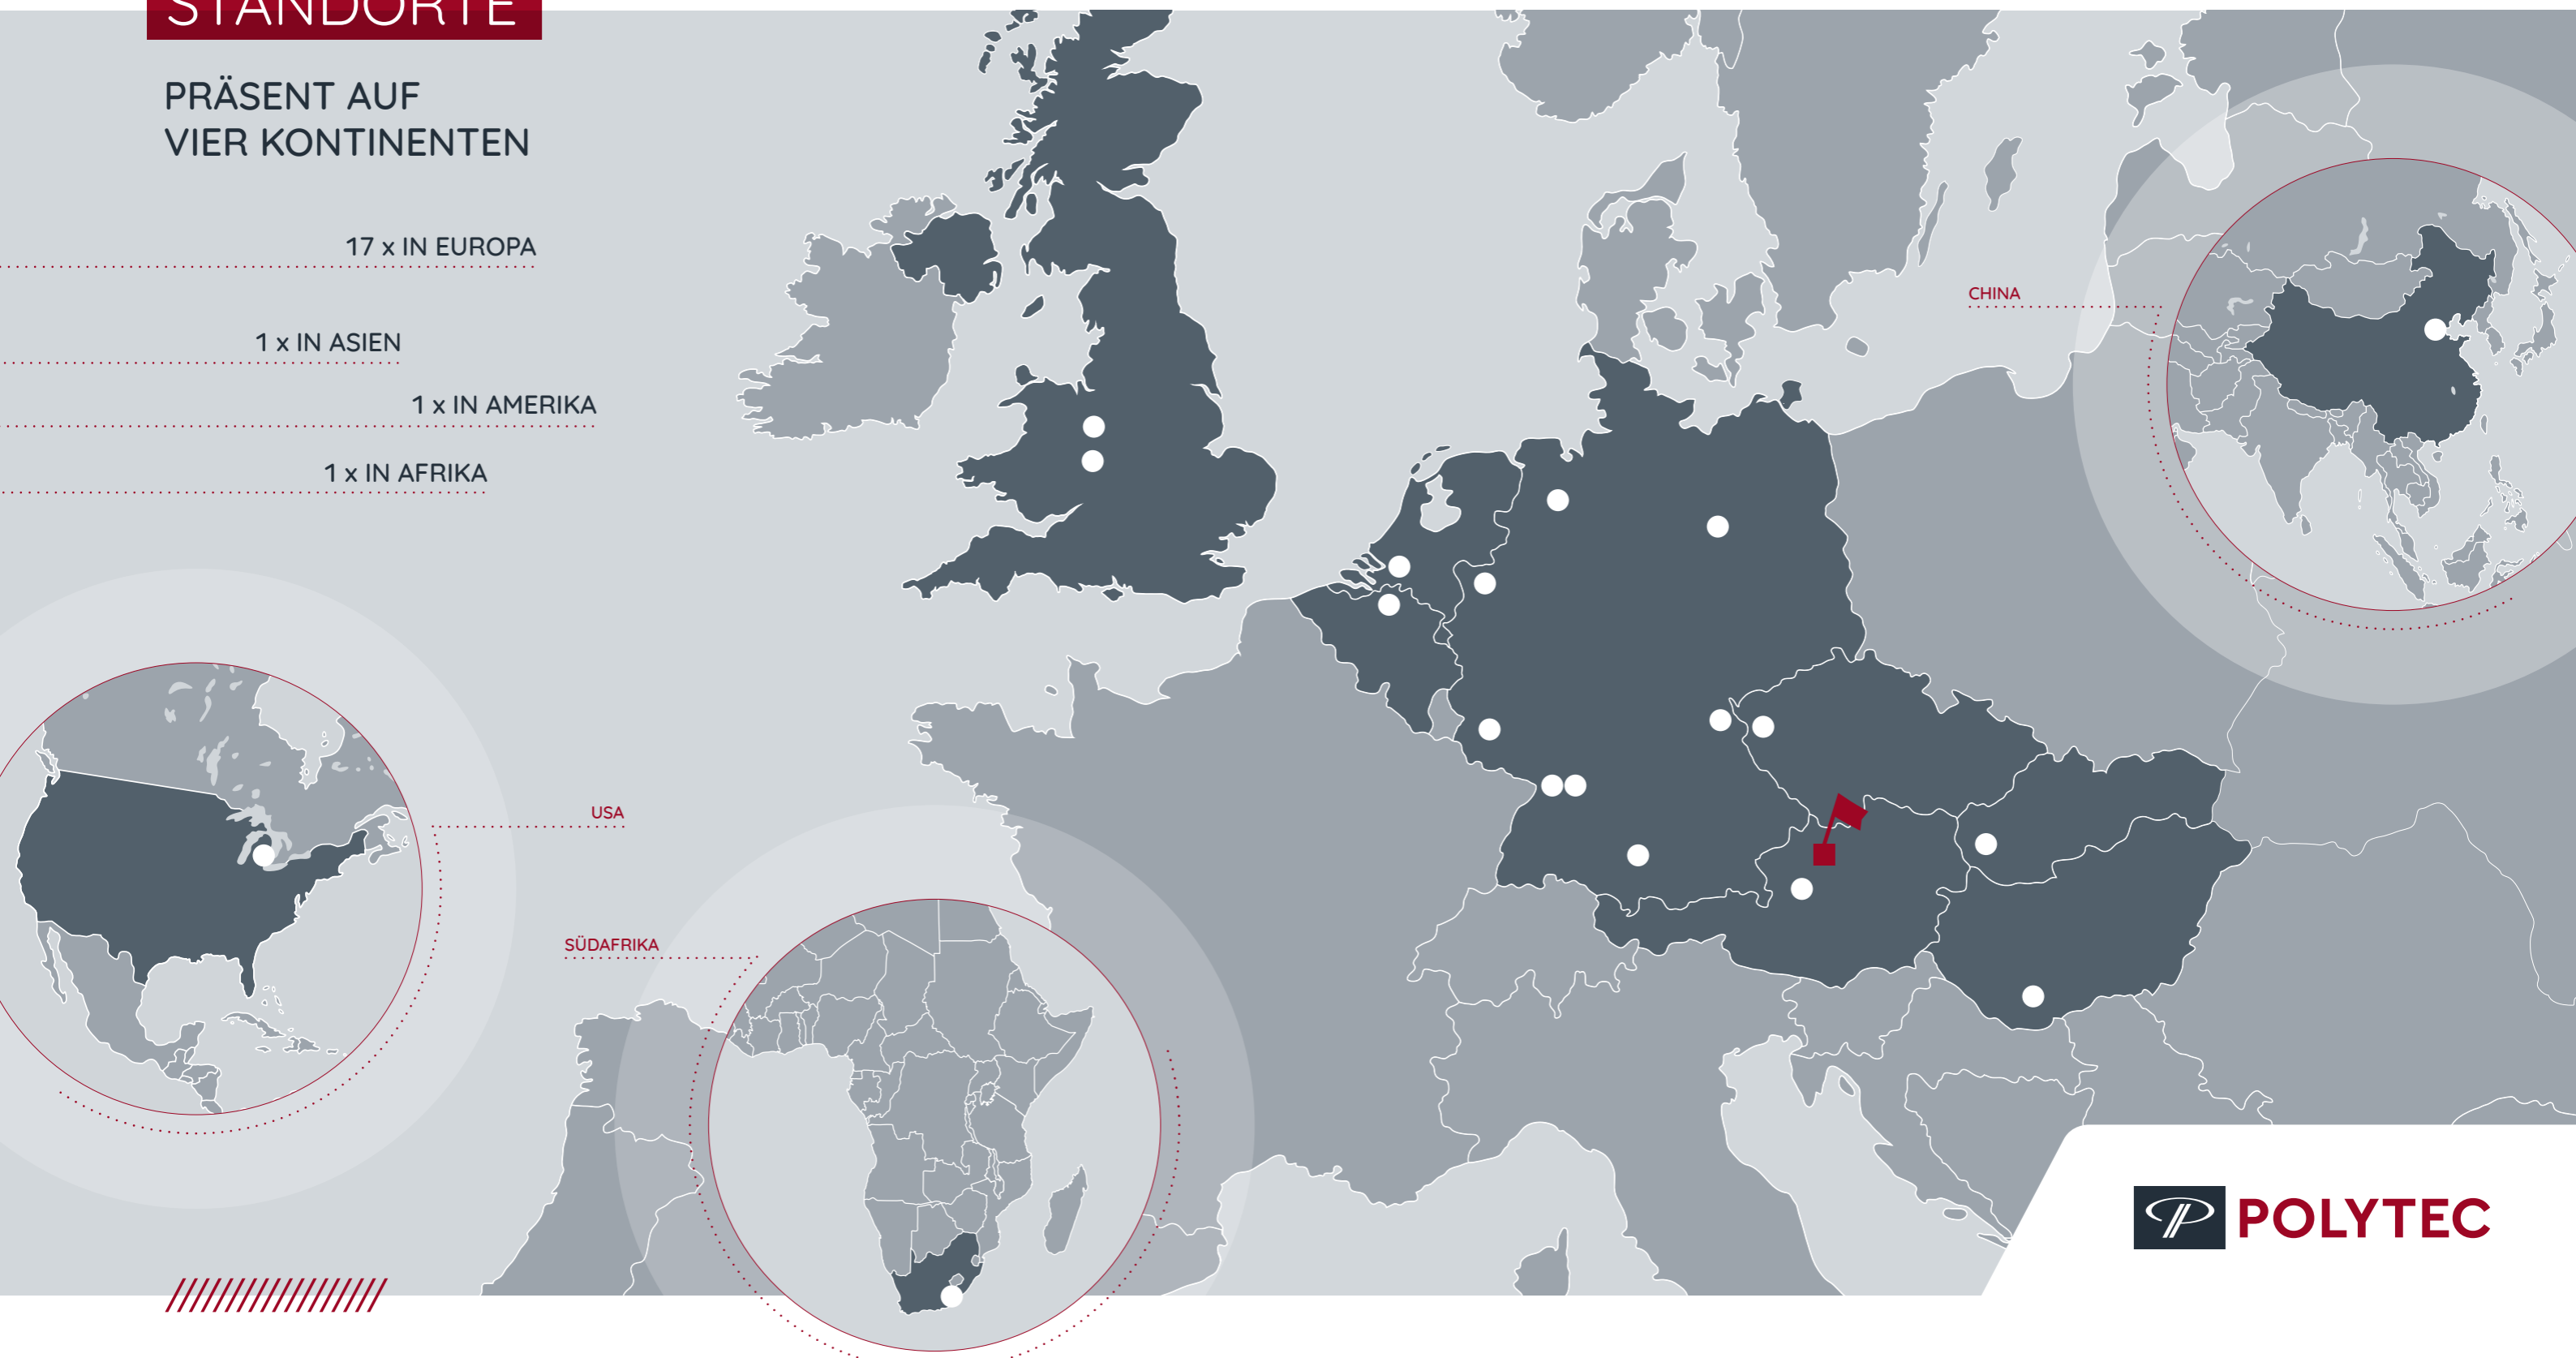 STANDORTE
PRÄSENT AUF
VIER KONTINENTEN
17 x IN EUROPA
1 x IN ASIEN
1 x IN AMERIKA
1 x IN AFRIKA
CHINA
USA
SÜDAFRIKA
POLYTEC